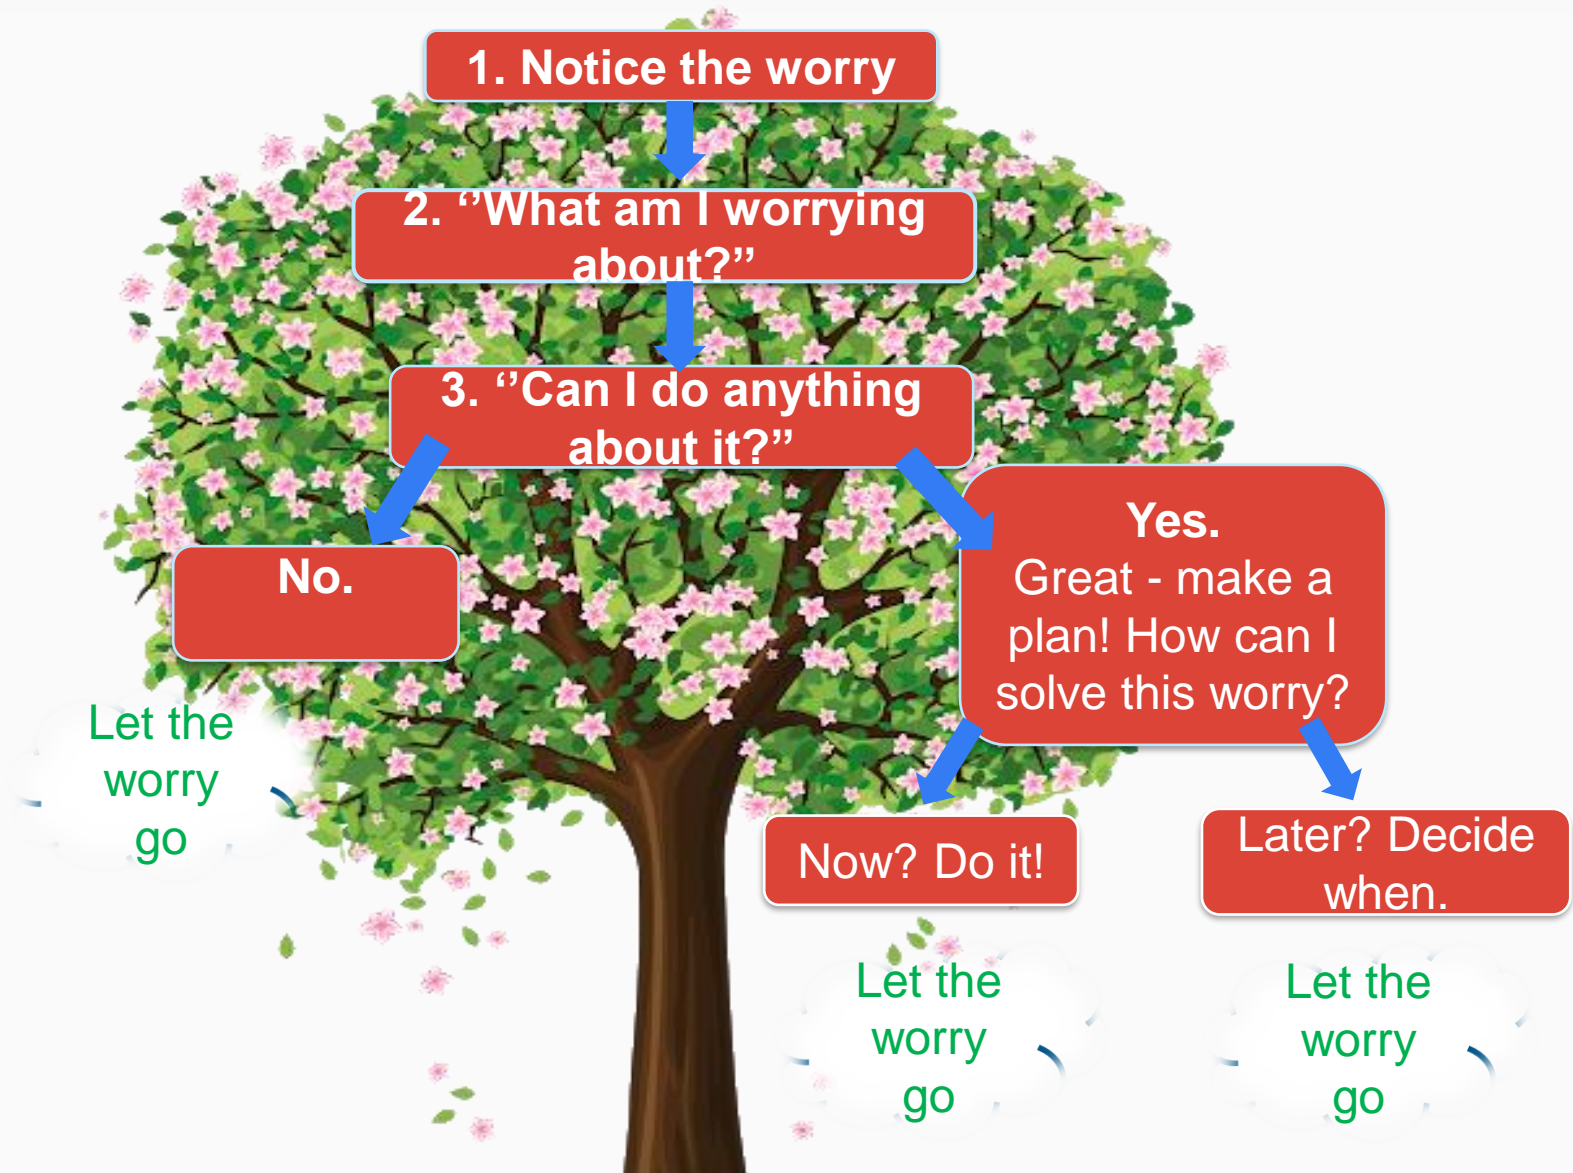 1. Notice the worry
2. ‘’What am I worrying
about?’’
3. ‘’Can I do anything
about it?’’
No.
Yes.
Great - make a
plan! How can I
solve this worry?
Let the
worry
go
Now? Do it!
Later? Decide
when.
Let the
worry
go
Let the
worry
go